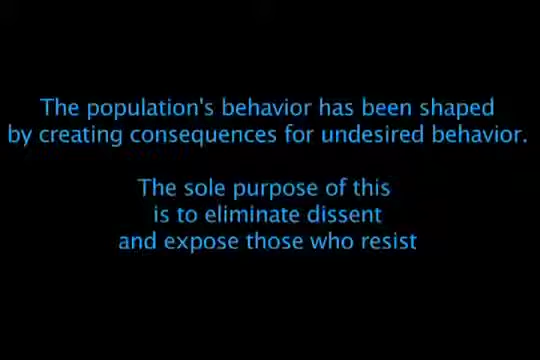 The population's behavior has been shaped
by creating consequences for undesired behavior.
The sole purpose of this
is to eliminate dissent
and expose those who resist